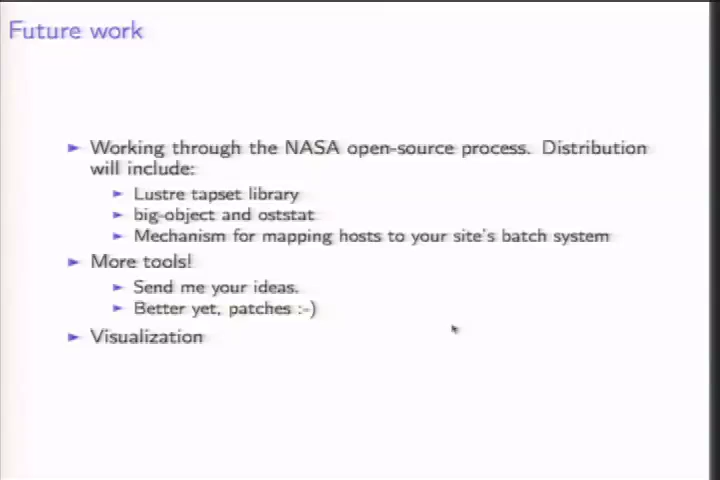 Future work
► Working through the NASA open-source process. Distribution
will include:
► Lustre tapset library
► big-object and oststat
► Mechanism for mapping hosts to your site's batch system
► More tools!
► Send me your ideas.
► Better yet, patches :-)
► Visualization